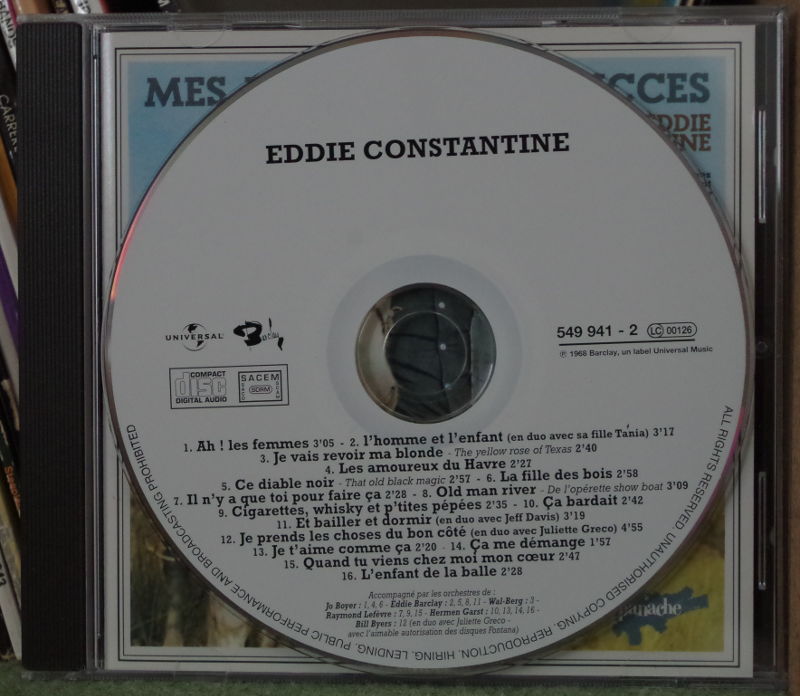 MES
CCES
EDDIE
INE
EDDIE CONSTANTINE
UNIVERSAL
Barclay
549 941 - 2 LC 00126
℗ 1968 Barclay, un label Universal Music
COMPACT
disc
DIGITAL AUDIO
SACEM
SDRM
1. Ah ! les femmes 3'05 - 2. l'homme et l'enfant (en duo avec sa fille Tánia) 3'17
3. Je vais revoir ma blonde - The yellow rose of Texas 2'40
4. Les amoureux du Havre 2'27
5. Ce diable noir - That old black magic 2'57 - 6. La fille des bois 2'58
7. Il n'y a que toi pour faire ça 2'28 - 8. Old man river - De l'opérette show boat 3'09
9. Cigarettes, whisky et p'tites pépées 2'35 - 10. Ça bardait 2'42
11. Et bailler et dormir (en duo avec Jeff Davis) 3'19
12. Je prends les choses du bon côté (en duo avec Juliette Greco) 4'55
13. Je t'aime comme ça 2'20 - 14. Ça me démange 1'57
15. Quand tu viens chez moi mon cœur 2'47
16. L'enfant de la balle 2'28
Accompagné par les orchestres de :
Jo Boyer : 1, 4, 6 - Eddie Barclay : 2, 5, 8, 11 - Wal-Berg : 3 -
Raymond Lefèvre : 7, 9, 15 - Hermen Garst : 10, 13, 14, 16 -
Bill Byers : 12 (en duo avec Juliette Greco -
avec l'aimable autorisation des disques Fontana)
ALL RIGHTS RESERVED. UNAUTHORISED COPYING, REPRODUCTION, HIRING, LENDING, PUBLIC PERFORMANCE AND BROADCASTING PROHIBITED
panache
CARRERE